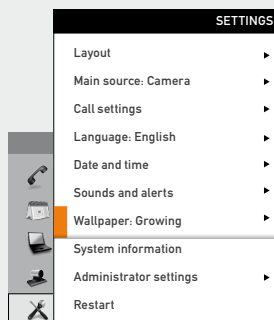 SETTINGS
Layout
Main source: Camera
Call settings
Language: English
Date and time
Sounds and alerts
Wallpaper: Growing
System information
Administrator settings
Restart